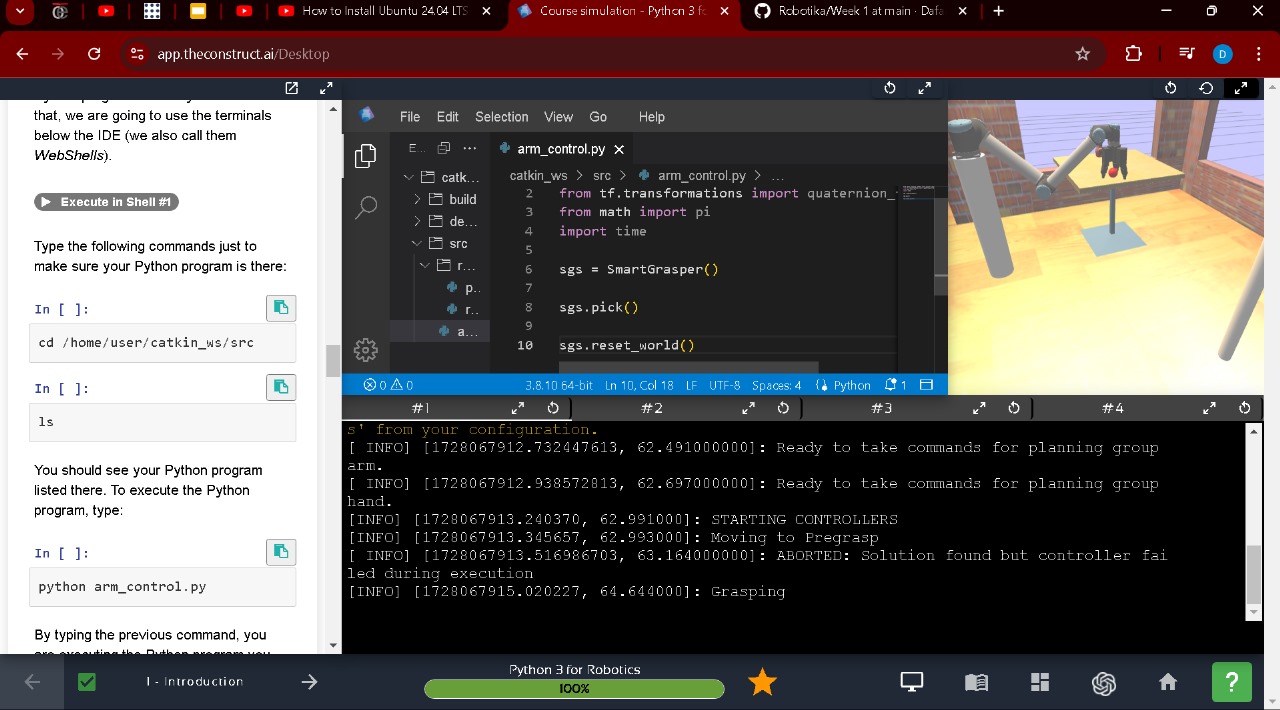 How to Install Ubuntu 24.04 LTS
Course simulation - Python 3 fo
Robotika/Week 1 at main · Dafa
app.theconstruct.ai/Desktop
D
that, we are going to use the terminals
below the IDE (we also call them
WebShells).
Execute in Shell #1
Type the following commands just to
make sure your Python program is there:
In [ ]:
cd /home/user/catkin_ws/src
In [ ]:
ls
You should see your Python program
listed there. To execute the Python
program, type:
In [ ]:
python arm_control.py
By typing the previous command, you
are executing the Python program you
File Edit Selection View Go Help
E... ...
catk...
build
de...
src
r...
p..
r..
a...
arm_control.py
catkin_ws > src > arm_control.py > ...
2 from tf.transformations import quaternion_
3 from math import pi
4 import time
5
6 sgs = SmartGrasper()
7
8 sgs.pick()
9
10 sgs.reset_world()
0 0 3.8.10 64-bit Ln 10, Col 18 LF UTF-8 Spaces: 4 Python 1
#1 #2 #3 #4
s' from your configuration.
[ INFO] [1728067912.732447613, 62.491000000]: Ready to take commands for planning group
arm.
[ INFO] [1728067912.938572813, 62.697000000]: Ready to take commands for planning group
hand.
[INFO] [1728067913.240370, 62.991000]: STARTING CONTROLLERS
[INFO] [1728067913.345657, 62.993000]: Moving to Pregrasp
[ INFO] [1728067913.516986703, 63.164000000]: ABORTED: Solution found but controller fai
led during execution
[INFO] [1728067915.020227, 64.644000]: Grasping
1 - Introduction
Python 3 for Robotics
100%
?